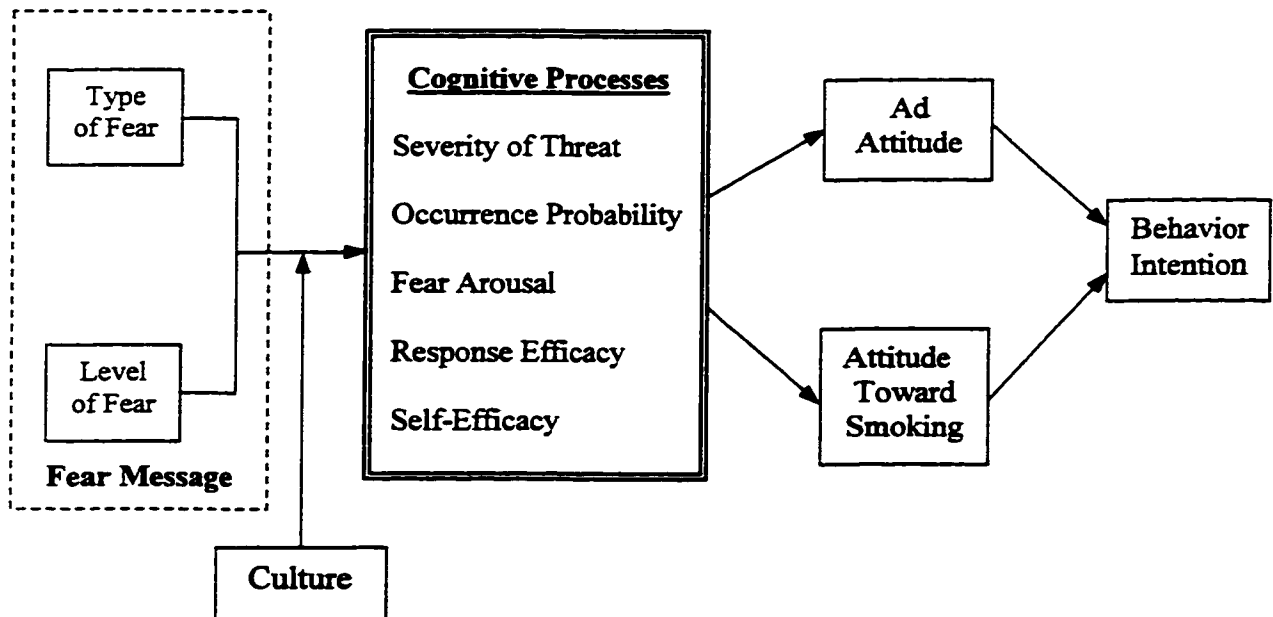 Type
of Fear
Level
of Fear
Fear Message
Culture
Cognitive Processes
Severity of Threat
Occurrence Probability
Fear Arousal
Response Efficacy
Self-Efficacy
Ad
Attitude
Attitude
Toward
Smoking
Behavior
Intention